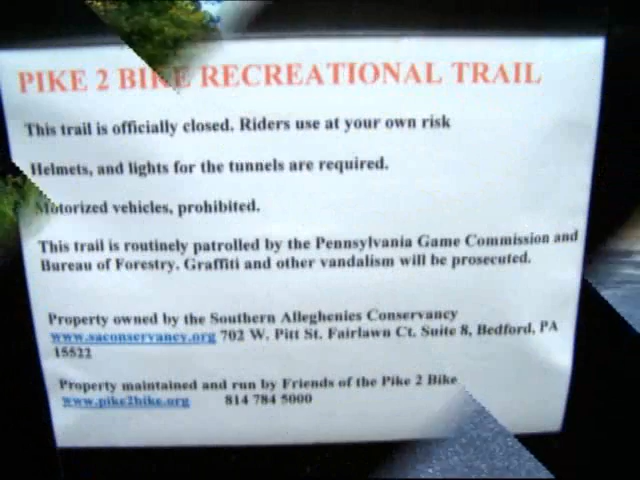 PIKE 2 BIKE RECREATIONAL TRAIL
This trail is officially closed. Riders use at your own risk
Helmets, and lights for the tunnels are required.
Motorized vehicles, prohibited.
This trail is routinely patrolled by the Pennsylvania Game Commission and
Bureau of Forestry. Graffiti and other vandalism will be prosecuted.
Property owned by the Southern Alleghenies Conservancy
www.saconservancy.org 702 W. Pitt St. Fairlawn Ct. Suite 8, Bedford, PA
15522
Property maintained and run by Friends of the Pike 2 Bike
www.pike2bike.org 814 784 5000